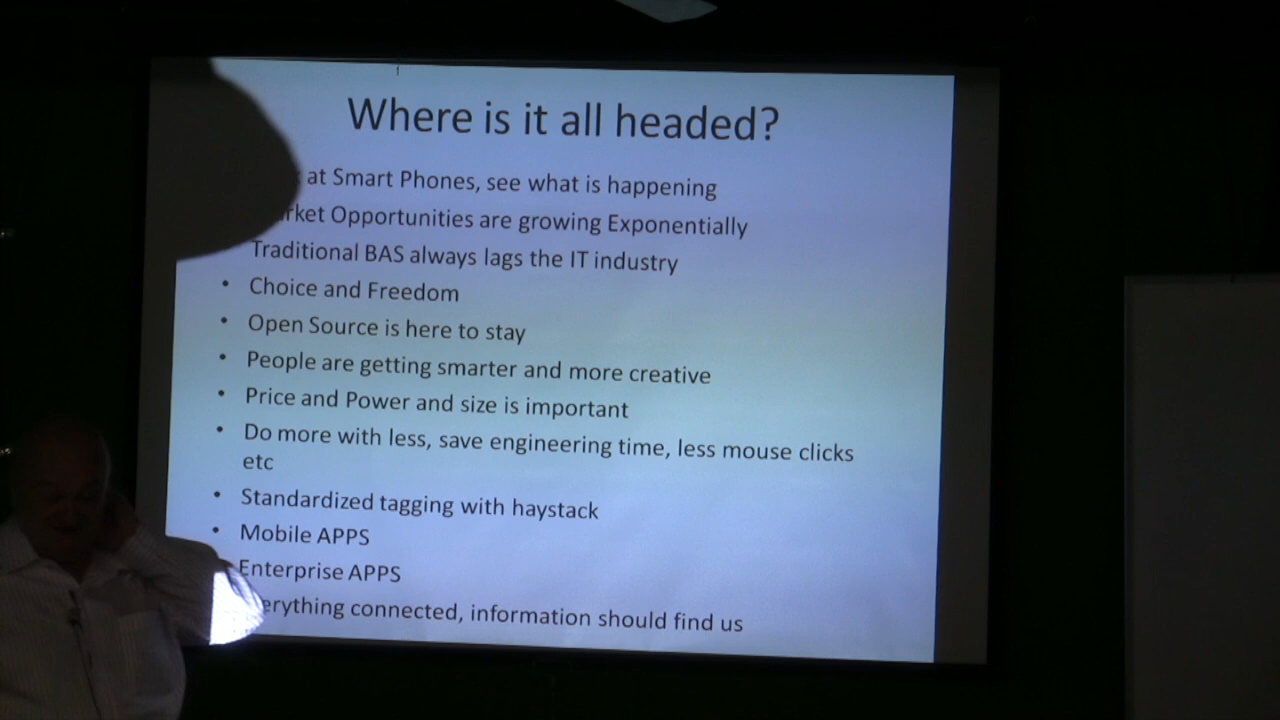 Where is it all headed?
at Smart Phones, see what is happening
rket Opportunities are growing Exponentially
Traditional BAS always lags the IT industry
• Choice and Freedom
• Open Source is here to stay
• People are getting smarter and more creative
• Price and Power and size is important
• Do more with less, save engineering time, less mouse clicks
etc
• Standardized tagging with haystack
• Mobile APPS
Enterprise APPS
erything connected, information should find us